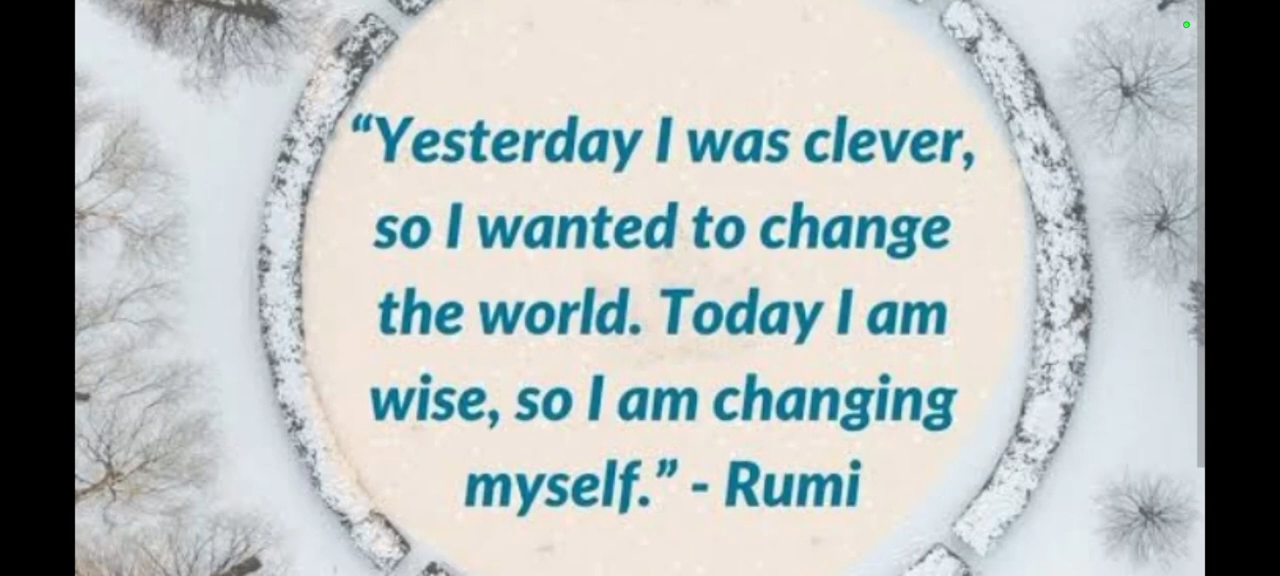 “Yesterday I was clever,
so I wanted to change
the world. Today I am
wise, so I am changing
myself.” - Rumi